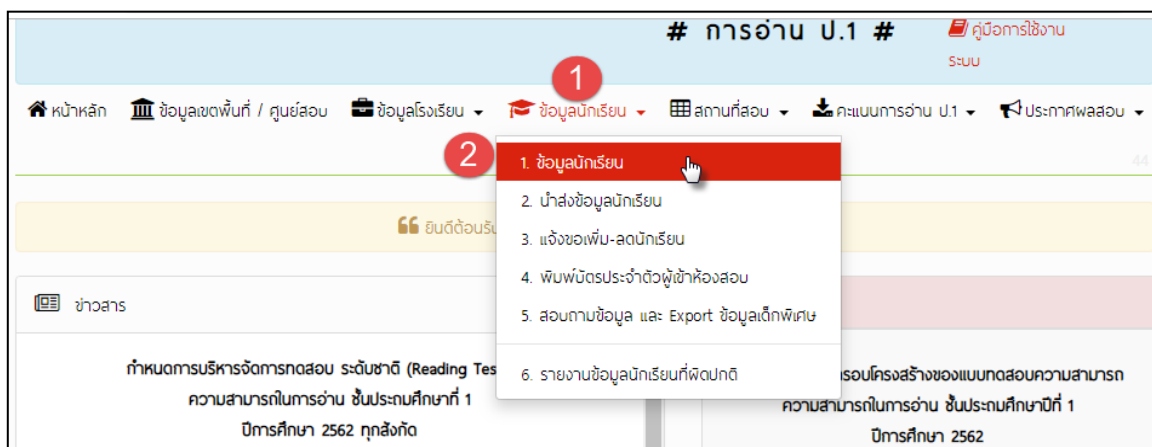 # การอ่าน ป.1 #
คู่มือการใช้งาน
ระบบ
1
หน้าหลัก ข้อมูลเขตพื้นที่ / ศูนย์สอบ ข้อมูลโรงเรียน ข้อมูลนักเรียน สถานที่สอบ คะแนนการอ่าน ป.1 ประกาศผลสอบ
2
1. ข้อมูลนักเรียน
44
2. นำส่งข้อมูลนักเรียน
ยินดีต้อนรับ
3. แจ้งขอเพิ่ม-ลดนักเรียน
4. พิมพ์บัตรประจำตัวผู้เข้าห้องสอบ
5. สอบถามข้อมูล และ Export ข้อมูลเด็กพิเศษ
6. รายงานข้อมูลนักเรียนที่ผิดปกติ
ข่าวสาร
กำหนดการบริหารจัดการทดสอบ ระดับชาติ (Reading Tes
ความสามารถในการอ่าน ชั้นประถมศึกษาที่ 1
ปีการศึกษา 2562 ทุกสังกัด
รอบโครงสร้างของแบบทดสอบความสามารถ
ความสามารถในการอ่าน ชั้นประถมศึกษาปีที่ 1
ปีการศึกษา 2562